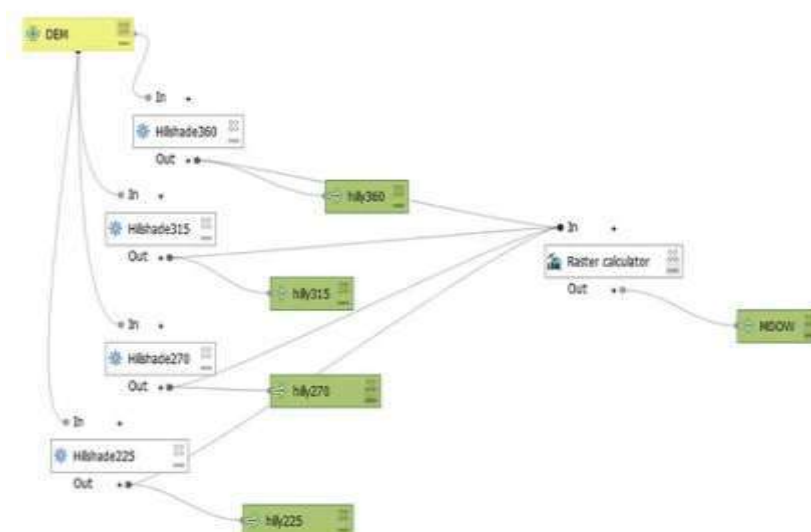 DEM
In
Hillshade360
Out
hilly360
In
Hillshade315
Out
hilly315
In
Raster calculator
Out
MDOW
In
Hillshade270
Out
hilly270
In
Hillshade225
Out
hilly225